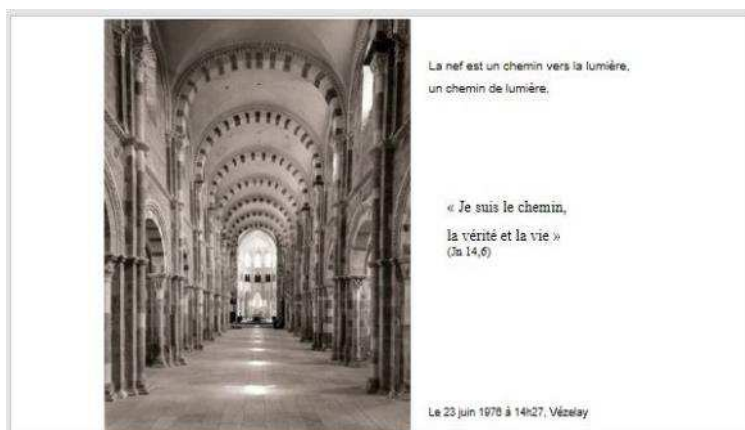 La nef est un chemin vers la lumière,
un chemin de lumière.
« Je suis le chemin,
la vérité et la vie »
(Jn 14,6)
Le 23 juin 1976 à 14h27, Vézelay